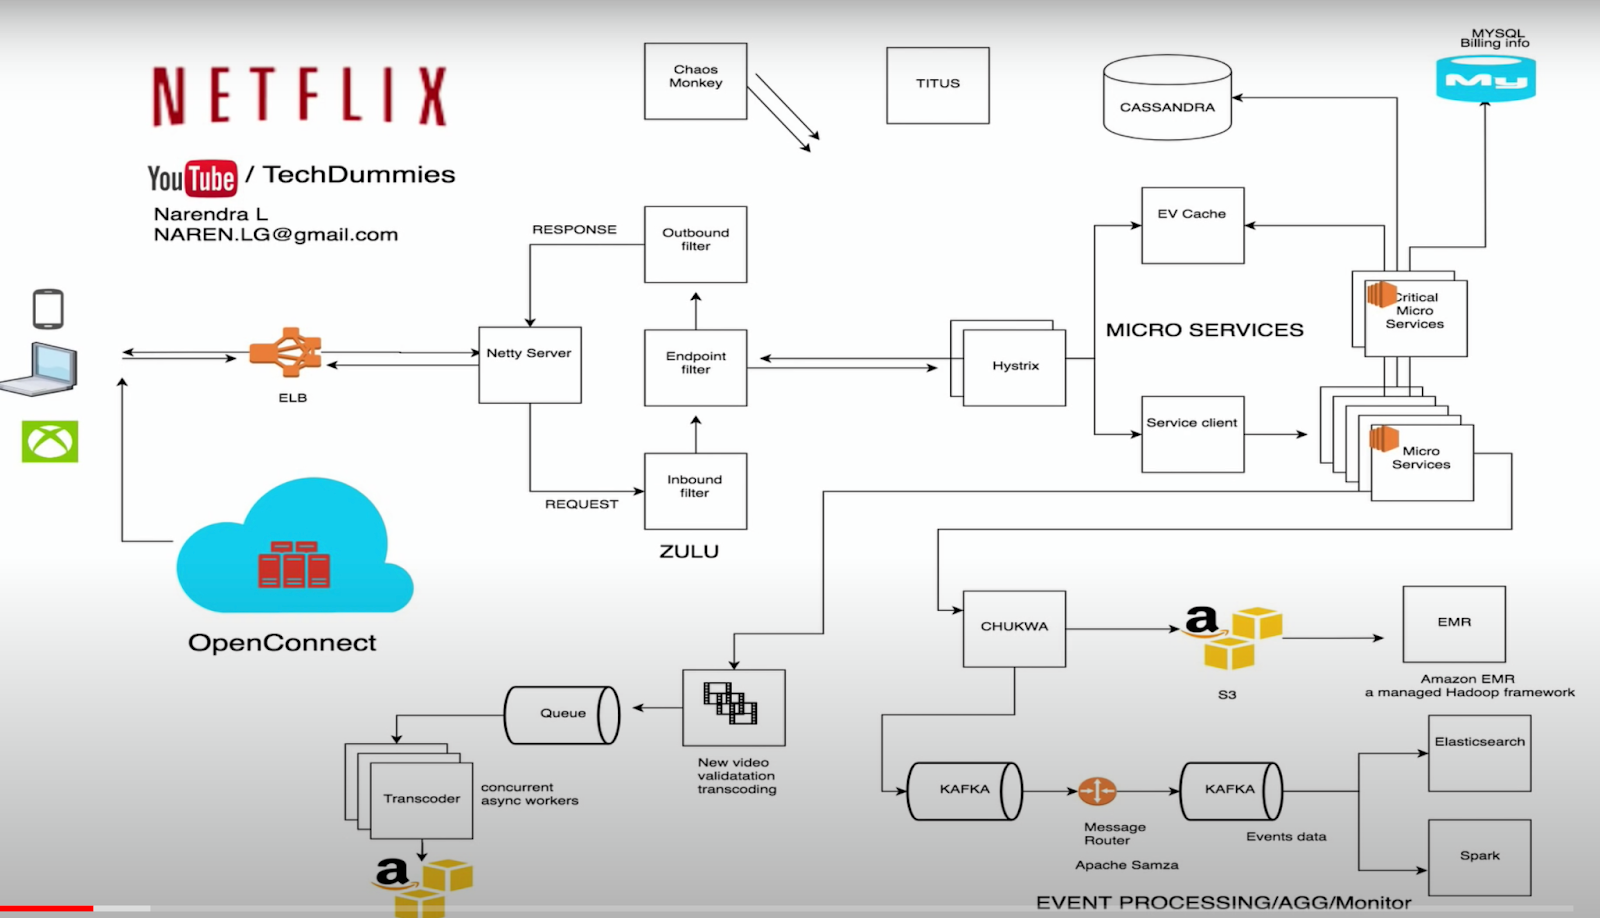 NETFLIX
YouTube / TechDummies
Narendra L
NAREN.LG@gmail.com
Chaos
Monkey
TITUS
CASSANDRA
MYSQL
Billing info
My
RESPONSE
Outbound
filter
EV Cache
MICRO SERVICES
Critical
Micro
Services
ELB
Netty Server
Endpoint
filter
Hystrix
Service client
Micro
Services
REQUEST
Inbound
filter
ZULU
OpenConnect
CHUKWA
a
S3
EMR
Amazon EMR
a managed Hadoop framework
Queue
New video
validatation
transcoding
Transcoder
concurrent
async workers
a
KAFKA
Message
Router
Apache Samza
KAFKA
Events data
Elasticsearch
Spark
EVENT PROCESSING/AGG/Monitor